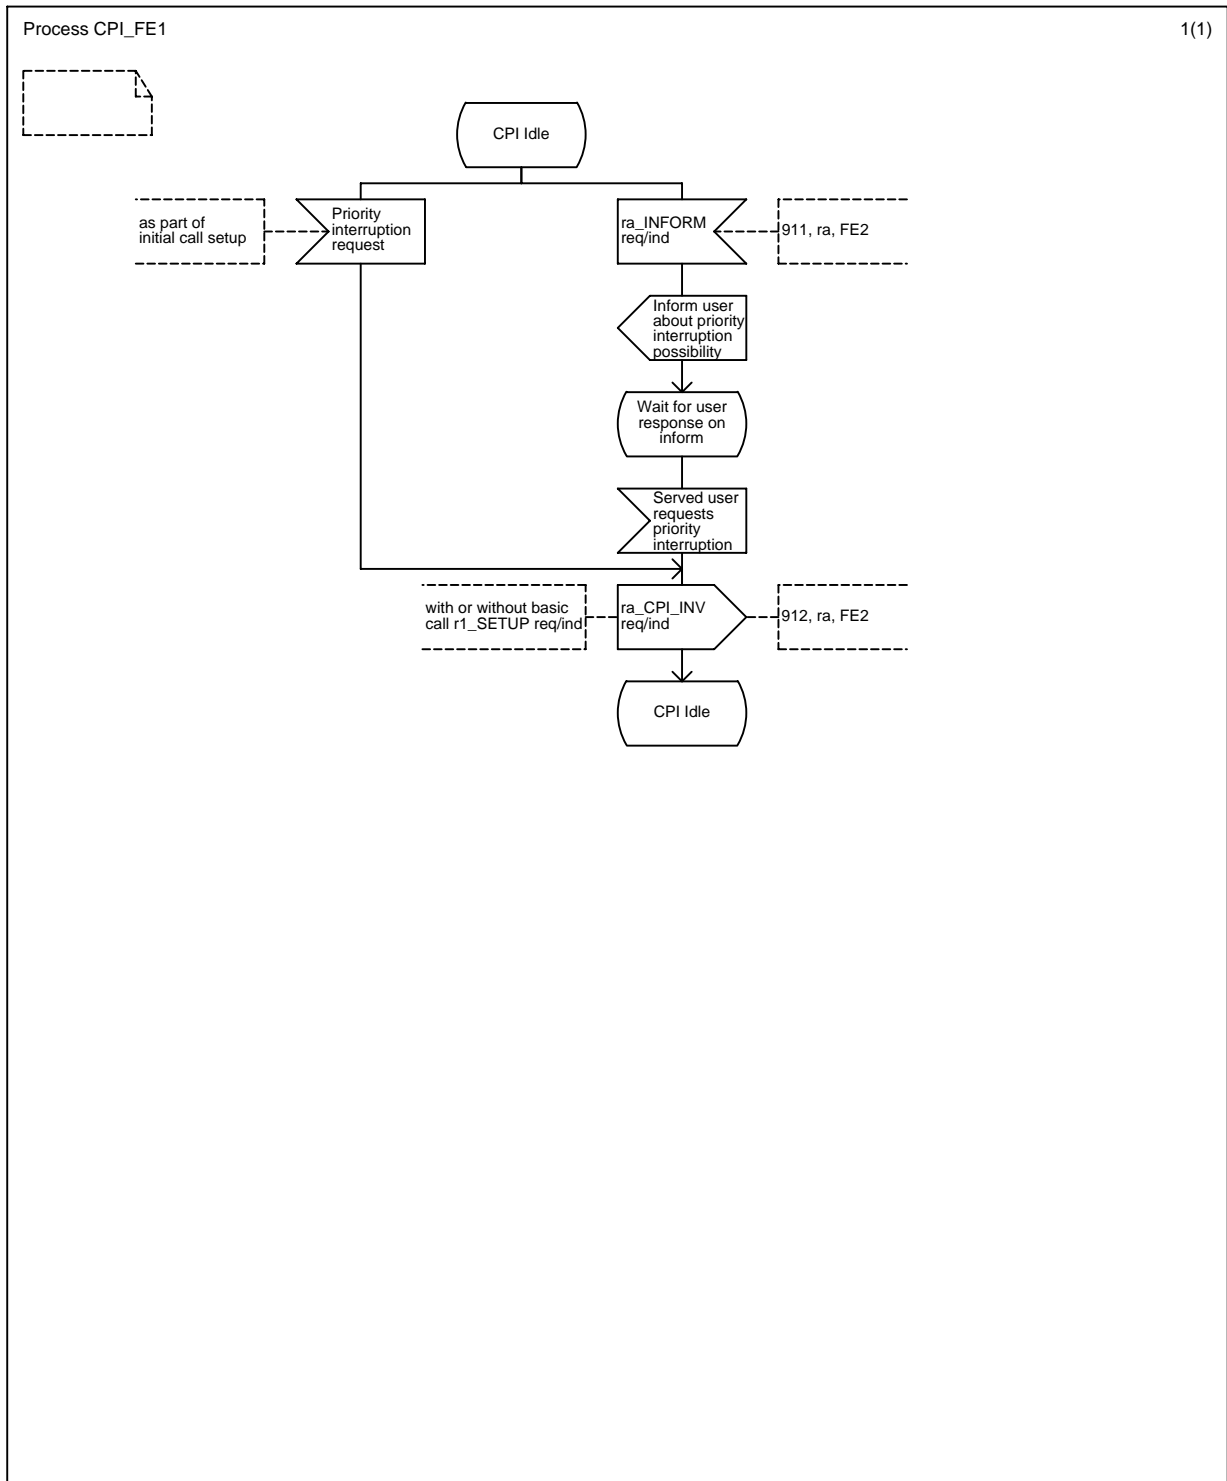 Process CPI_FE1
1(1)
CPI Idle
as part of
initial call setup
Priority
interruption
request
ra_INFORM
req/ind
911, ra, FE2
Inform user
about priority
interruption
possibility
Wait for user
response on
inform
Served user
requests
priority
interruption
with or without basic
call r1_SETUP req/ind
ra_CPI_INV
req/ind
912, ra, FE2
CPI Idle